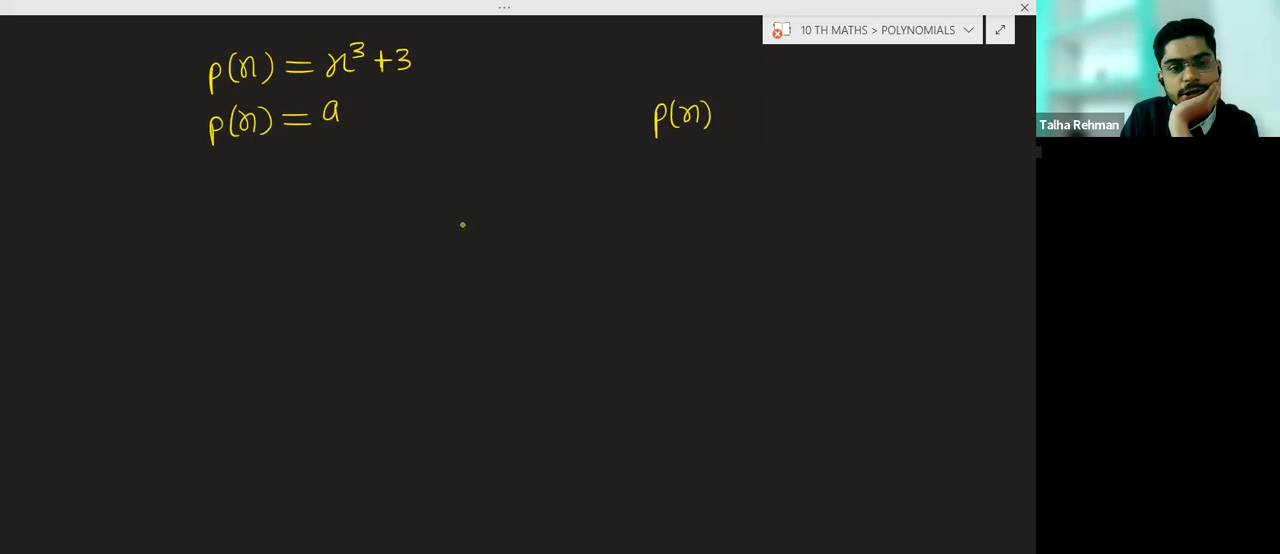 10 TH MATHS > POLYNOMIALS
p(x) = x³ + 3
p(x) = a
p(x)
Talha Rehman